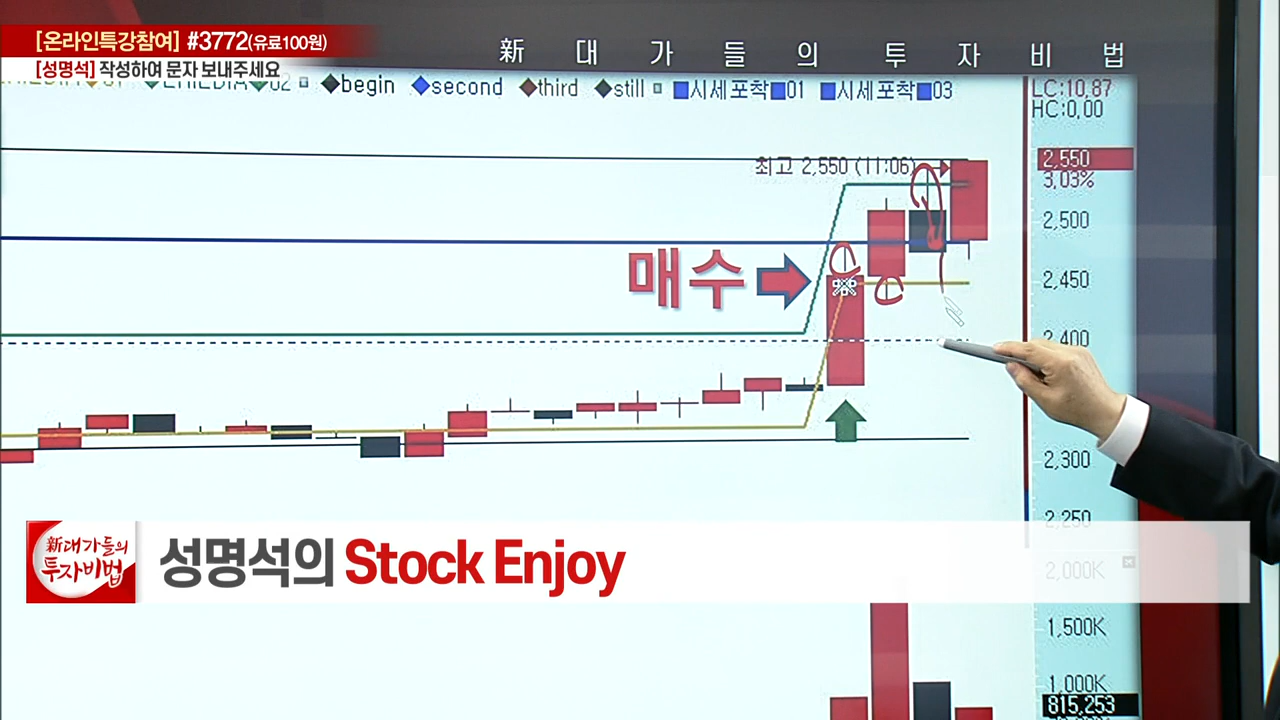 [온라인특강참여] #3772(유료100원)
[성명석] 작성하여 문자 보내주세요
新 대 가 들 의 투 자 비 법
begin second third still 시세포착 01 시세포착 03
LC:10.87
HC:0.00
최고 2,550 (11:06)
2,550
3.03%
2,500
2,450
2,400
2,300
2,250
매수
新대가들의
투자비법
성명석의 Stock Enjoy
2,000K
1,500K
1,000K
815,253